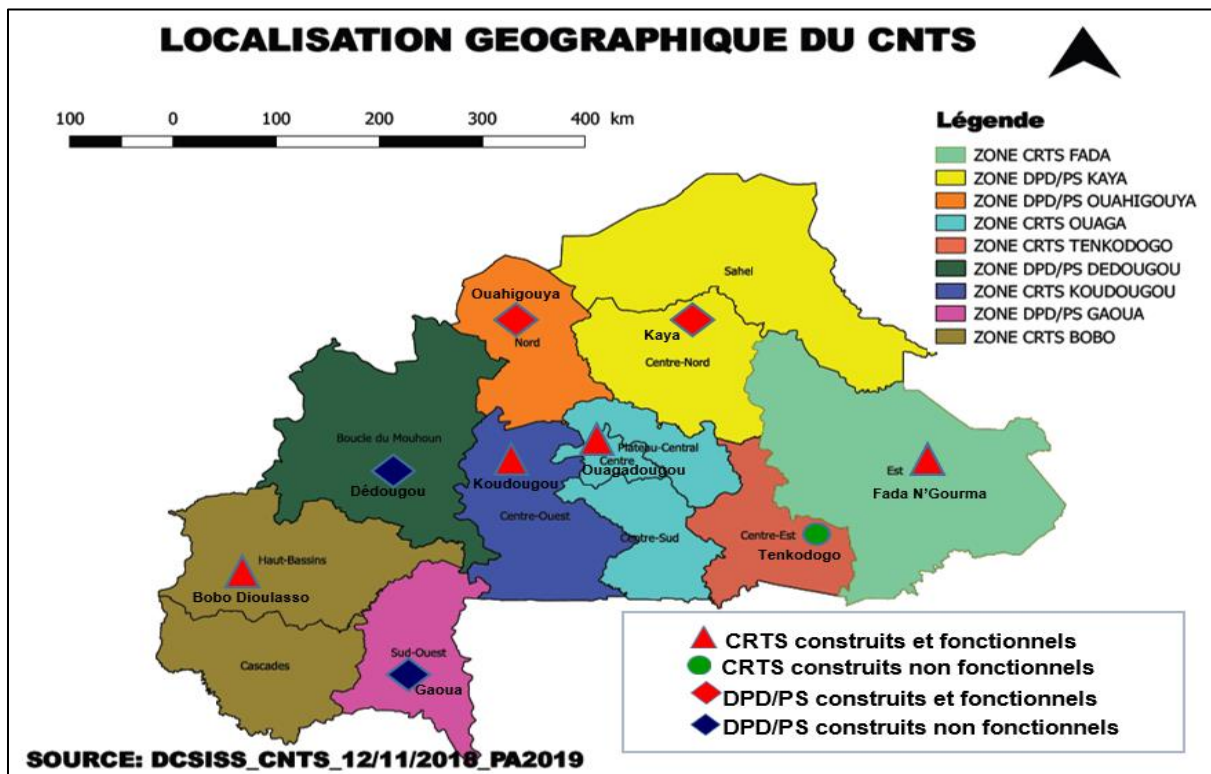 LOCALISATION GEOGRAPHIQUE DU CNTS
100 0 100 200 300 400 km
Légende
ZONE CRTS FADA
ZONE DPD/PS KAYA
ZONE DPD/PS OUAHIGOUYA
ZONE CRTS OUAGA
ZONE CRTS TENKODOGO
ZONE DPD/PS DEDOUGOU
ZONE CRTS KOUDOUGOU
ZONE DPD/PS GAOUA
ZONE CRTS BOBO
Sahel
Ouahigouya
Nord
Kaya
Centre-Nord
Boucle du Mouhoun
Dédougou
Koudougou
Centre-Ouest
Plateau-Central
Centre
Ouagadougou
Centre-Sud
Est
Fada N'Gourma
Centre-Est
Tenkodogo
Haut-Bassins
Bobo Dioulasso
Cascades
Sud-Ouest
Gaoua
CRTS construits et fonctionnels
CRTS construits non fonctionnels
DPD/PS construits et fonctionnels
DPD/PS construits non fonctionnels
SOURCE: DCSISS_CNTS_12/11/2018_PA2019